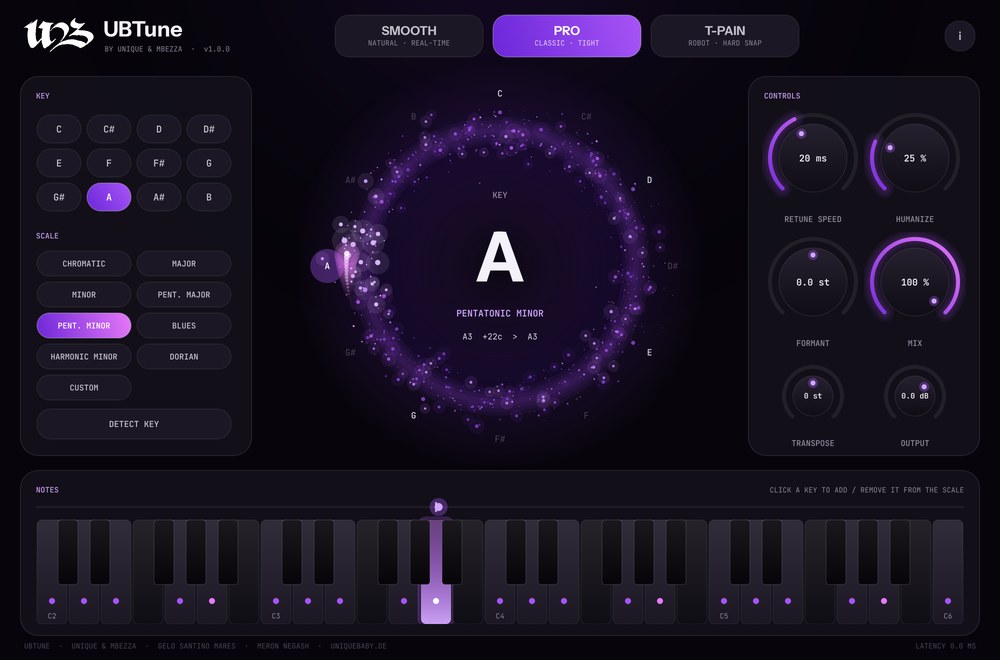 UB UBTune
BY UNIQUE & MBEZZA · v1.0.0
SMOOTH
NATURAL · REAL-TIME
PRO
CLASSIC · TIGHT
T-PAIN
ROBOT · HARD SNAP
i
KEY
C C# D D#
E F F# G
G# A A# B
SCALE
CHROMATIC MAJOR
MINOR PENT. MAJOR
PENT. MINOR BLUES
HARMONIC MINOR DORIAN
CUSTOM
DETECT KEY
C
B C#
A# D
A D#
G# E
G F
F#
KEY
A
PENTATONIC MINOR
A3 +22c > A3
CONTROLS
20 ms 25 %
RETUNE SPEED HUMANIZE
0.0 st 100 %
FORMANT MIX
0 st 0.0 dB
TRANSPOSE OUTPUT
NOTES
CLICK A KEY TO ADD / REMOVE IT FROM THE SCALE
C2 C3 C4 C5 C6
UBTUNE · UNIQUE & MBEZZA · GELO SANTINO MARES · MERON NEGASH · UNIQUEBABY.DE
LATENCY 0.0 MS